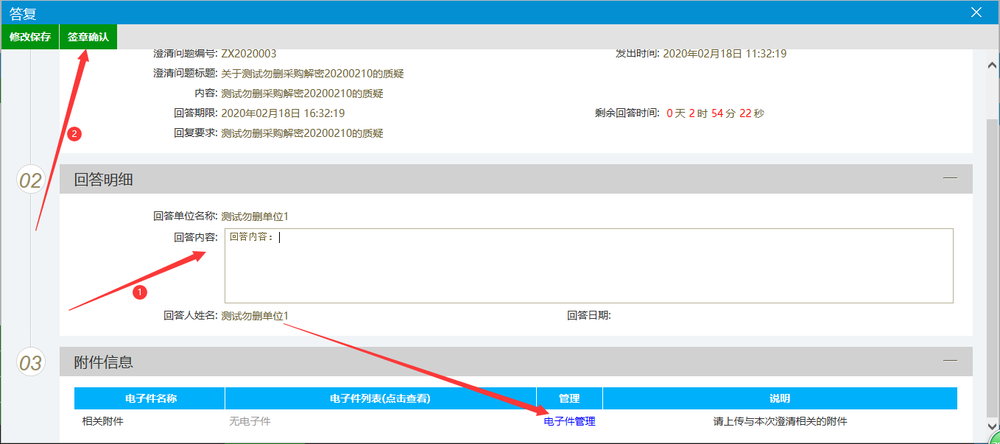 答复
修改保存 签章确认
澄清问题编号: ZX2020003 发出时间: 2020年02月18日 11:32:19
澄清问题标题: 关于测试勿删采购解密20200210的质疑
内容: 测试勿删采购解密20200210的质疑
回答期限: 2020年02月18日 16:32:19 剩余回答时间: 0 天 2 时 54 分 22 秒
回复要求: 测试勿删采购解密20200210的质疑
2
02 回答明细
回答单位名称: 测试勿删单位1
回答内容: 回答内容：
1
回答人姓名: 测试勿删单位1 回答日期:
03 附件信息
电子件名称 电子件列表(点击查看) 管理 说明
相关附件 无电子件 电子件管理 请上传与本次澄清相关的附件